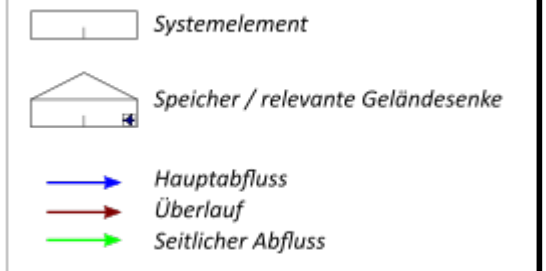 Systemelement
Speicher / relevante Geländesenke
Hauptabfluss
Überlauf
Seitlicher Abfluss